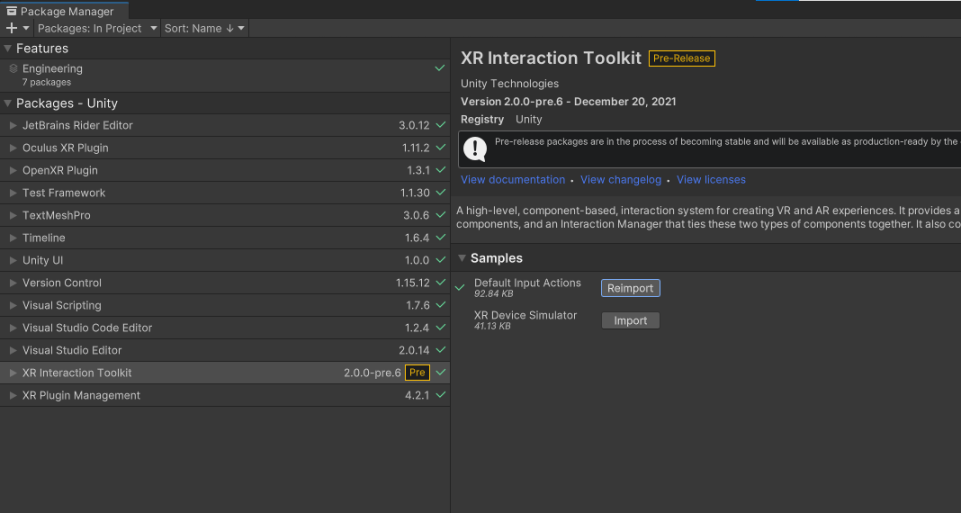 Package Manager
Packages: In Project Sort: Name ↓
Features
Engineering
7 packages
Packages - Unity
JetBrains Rider Editor 3.0.12
Oculus XR Plugin 1.11.2
OpenXR Plugin 1.3.1
Test Framework 1.1.30
TextMeshPro 3.0.6
Timeline 1.6.4
Unity UI 1.0.0
Version Control 1.15.12
Visual Scripting 1.7.6
Visual Studio Code Editor 1.2.4
Visual Studio Editor 2.0.14
XR Interaction Toolkit 2.0.0-pre.6 Pre
XR Plugin Management 4.2.1
XR Interaction Toolkit Pre-Release
Unity Technologies
Version 2.0.0-pre.6 - December 20, 2021
Registry Unity
Pre-release packages are in the process of becoming stable and will be available as production-ready by the
View documentation • View changelog • View licenses
A high-level, component-based, interaction system for creating VR and AR experiences. It provides a
components, and an Interaction Manager that ties these two types of components together. It also co
Samples
Default Input Actions Reimport
92.84 KB
XR Device Simulator Import
41.13 KB